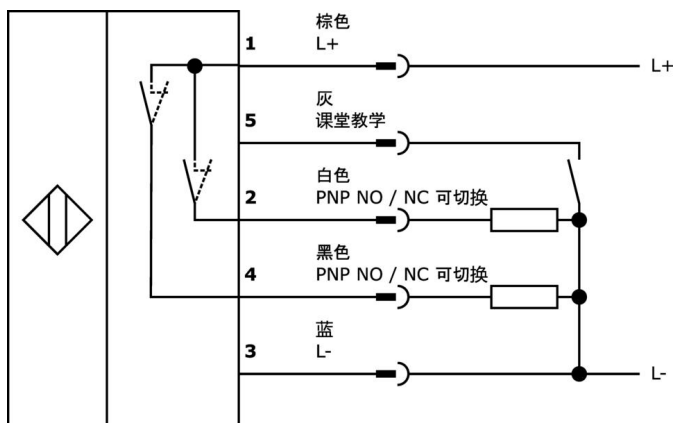 棕色
1 L+
L+
灰
5 课堂教学
白色
2 PNP NO / NC 可切换
黑色
4 PNP NO / NC 可切换
蓝
3 L-
L-